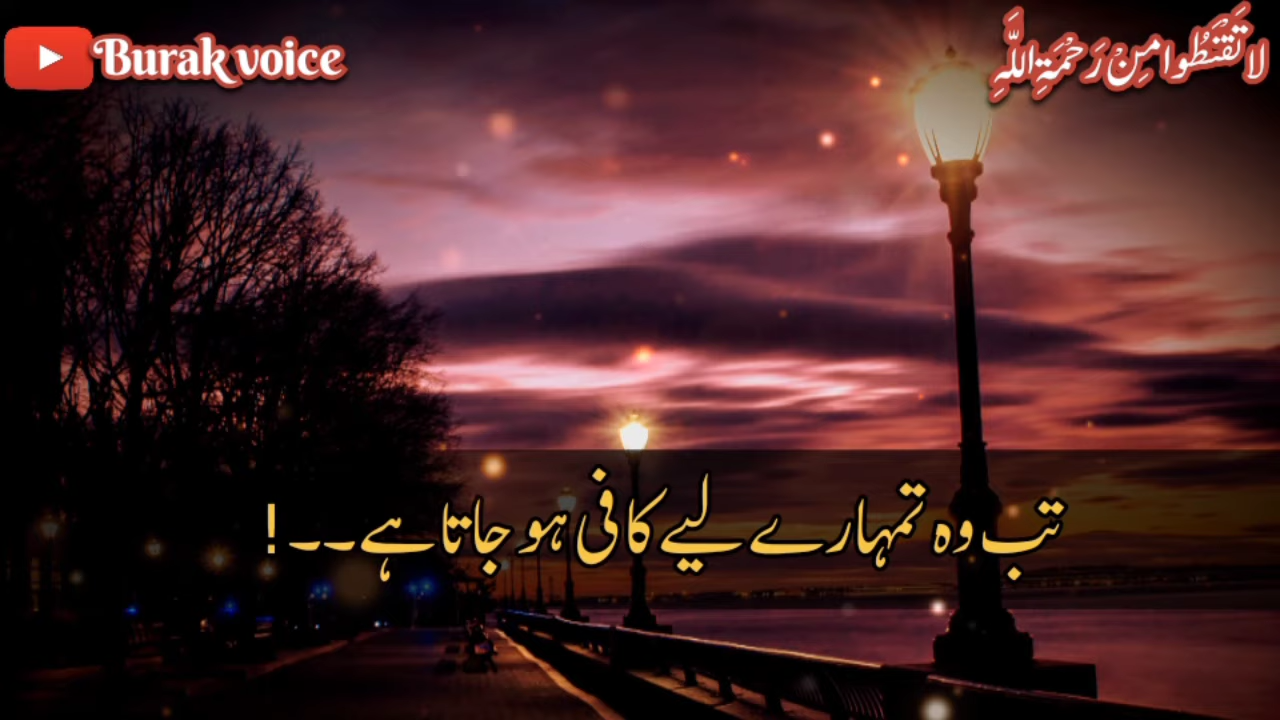 Burak voice
لَا تَقْنَطُوا مِنْ رَحْمَةِ اللَّهِ
تب وہ تمہارے لیے کافی ہو جاتا ہے۔۔!